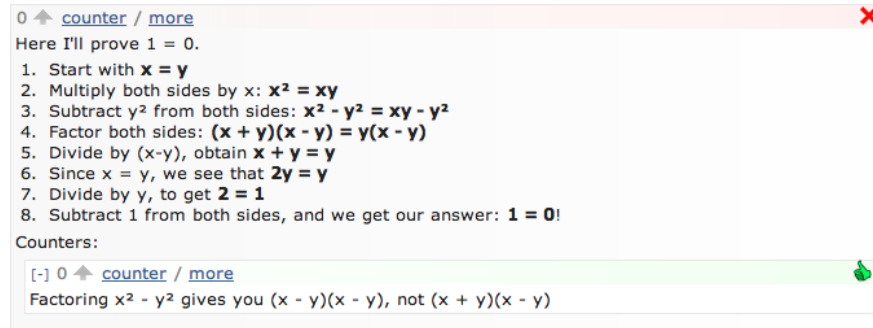 0 counter / more
Here I'll prove 1 = 0.
1. Start with x = y
2. Multiply both sides by x: x² = xy
3. Subtract y² from both sides: x² - y² = xy - y²
4. Factor both sides: (x + y)(x - y) = y(x - y)
5. Divide by (x-y), obtain x + y = y
6. Since x = y, we see that 2y = y
7. Divide by y, to get 2 = 1
8. Subtract 1 from both sides, and we get our answer: 1 = 0!
Counters:
[-] 0 counter / more
Factoring x² - y² gives you (x - y)(x - y), not (x + y)(x - y)